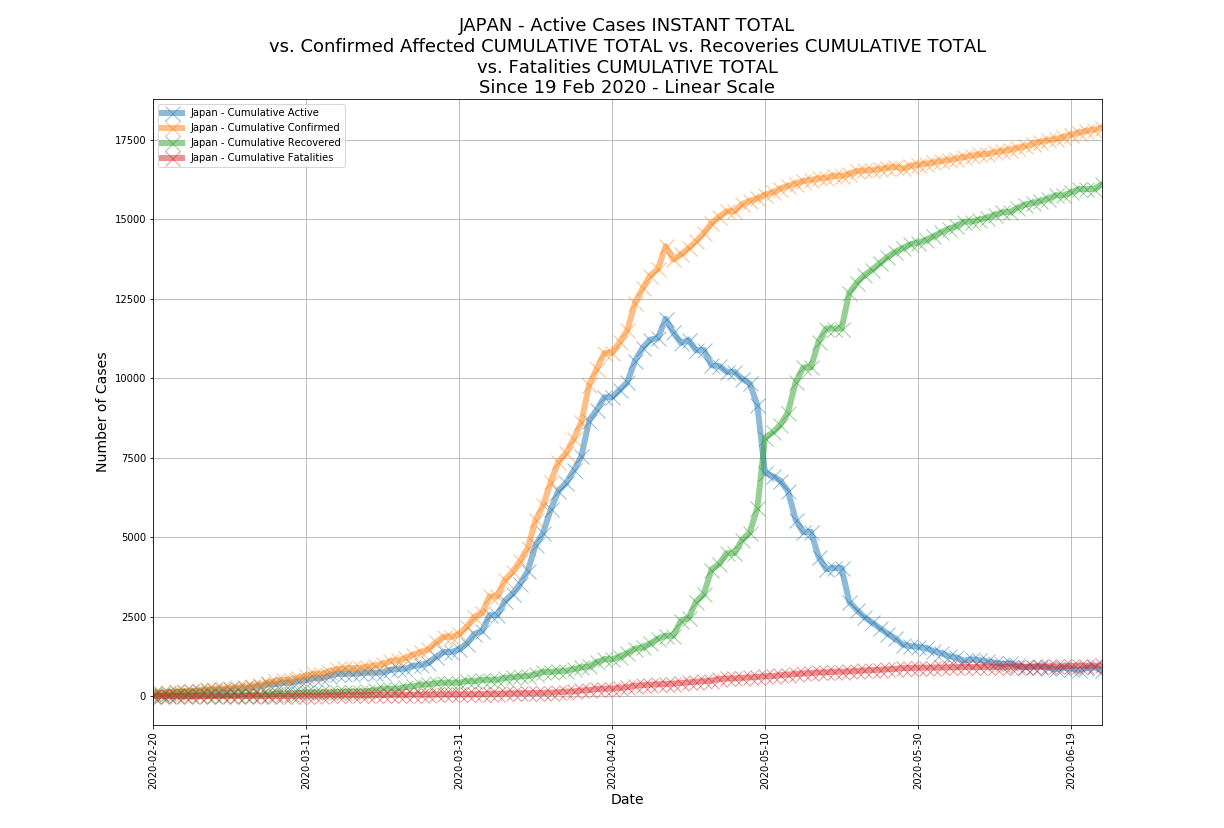 JAPAN - Active Cases INSTANT TOTAL
vs. Confirmed Affected CUMULATIVE TOTAL vs. Recoveries CUMULATIVE TOTAL
vs. Fatalities CUMULATIVE TOTAL
Since 19 Feb 2020 - Linear Scale
Japan - Cumulative Active
Japan - Cumulative Confirmed
Japan - Cumulative Recovered
Japan - Cumulative Fatalities
Number of Cases
17500
15000
12500
10000
7500
5000
2500
0
2020-02-20
2020-03-11
2020-03-31
2020-04-20
2020-05-10
2020-05-30
2020-06-19
Date